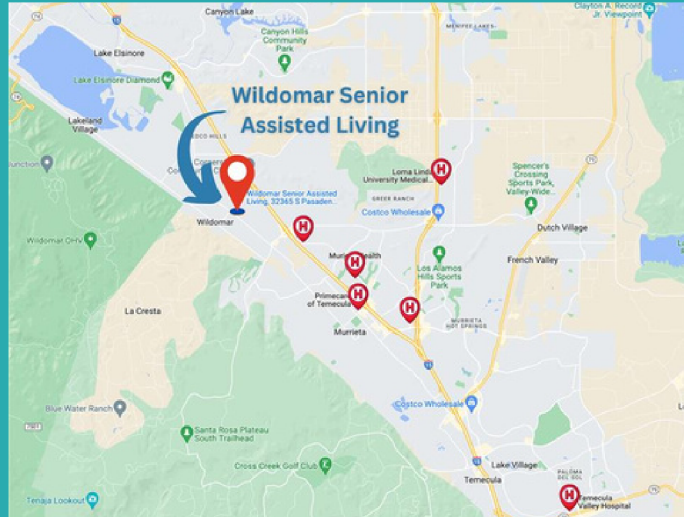 Canyon Lake
Clayton A. Record
Jr. Viewpoint
MENIFEE LAKES
Canyon Hills
Community
Park
Lake Elsinore
Lake Elsinore Diamond
Wildomar Senior
Assisted Living
Lakeland
Village
Loma Linda
University Medical...
Spencer's
Crossing
Sports Park,
Valley-Wide...
Wildomar Senior Assisted
Living, 32365 S Pasaden...
GREER RANCH
Costco Wholesale
Wildomar
Dutch Village
Wildomar OHV
French Valley
Los Alamos
Hills Sports
Park
Primecare
of Temecula
La Cresta
MURRIETA
HOT SPRINGS
Murrieta
15
Blue Water Ranch
Costco Wholesale
Santa Rosa Plateau
South Trailhead
Cross Creek Golf Club
Lake Village
PALOMA
DEL SOL
Temecula
Tenaja Lookout
Temecula
Valley Hospital
H
H
H
H
H
H